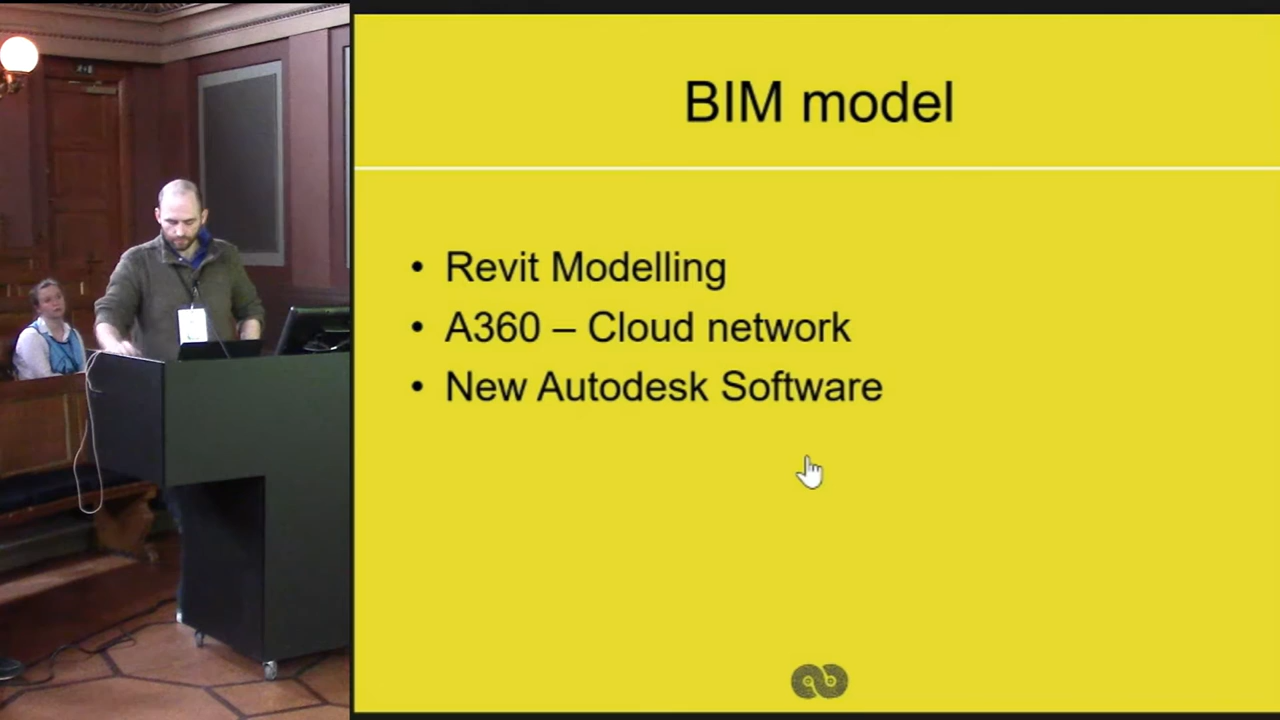 BIM model
• Revit Modelling
• A360 – Cloud network
• New Autodesk Software